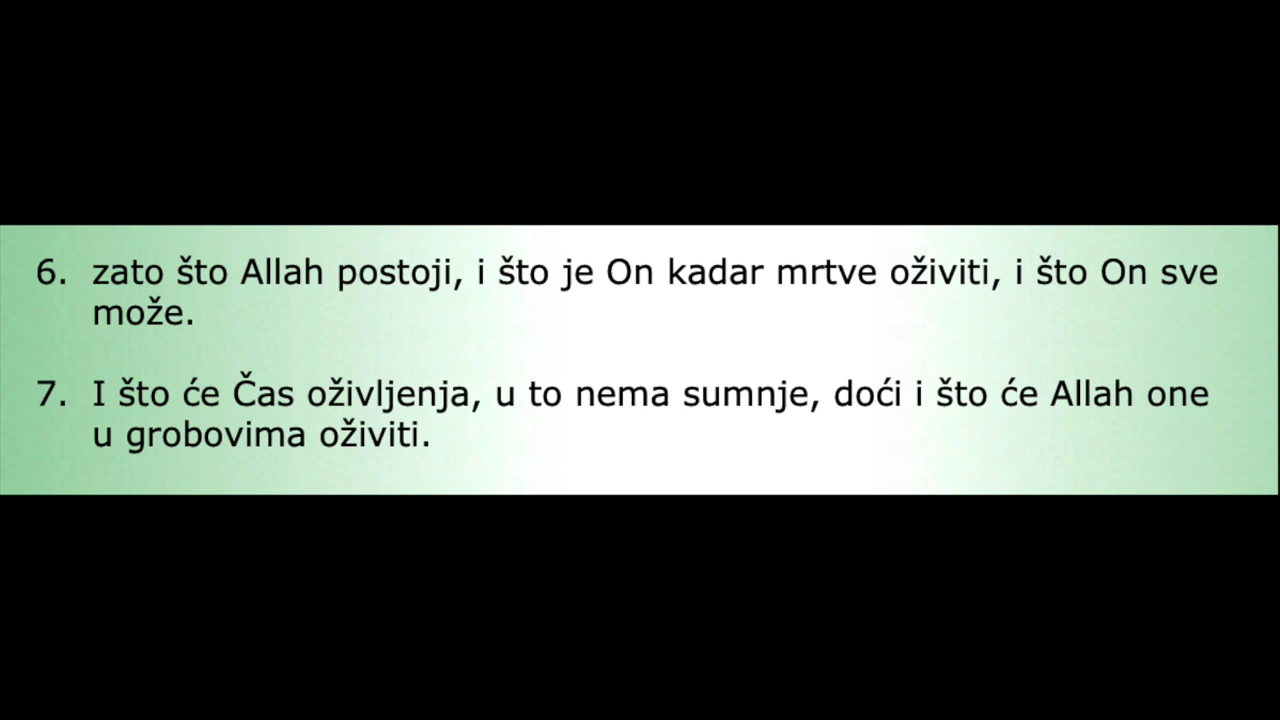 6. zato što Allah postoji, i što je On kadar mrtve oživiti, i što On sve
može.
7. I što će Čas oživljenja, u to nema sumnje, doći i što će Allah one
u grobovima oživiti.